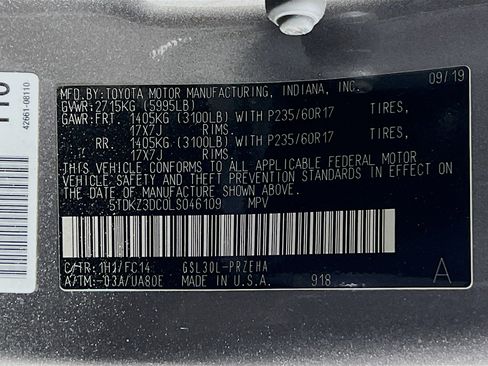 MFD.BY:TOYOTA MOTOR MANUFACTURING, INDIANA, INC. 09/19
GVWR:2715KG (5995LB)
GAWR:FRT. 1405KG (3100LB) WITH P235/60R17 TIRES,
17X7J RIMS.
RR. 1405KG (3100LB) WITH P235/60R17 TIRES,
17X7J RIMS.
THIS VEHICLE CONFORMS TO ALL APPLICABLE FEDERAL MOTOR
VEHICLE SAFETY AND THEFT PREVENTION STANDARDS IN EFFECT ON
THE DATE OF MANUFACTURE SHOWN ABOVE.
5TDKZ3DC0LS046109 MPV
C/TR: 1H1/FC14 GSL30L-PRZEHA
A/TM:-03A/UA80E MADE IN U.S.A. 918 A
42661-08110